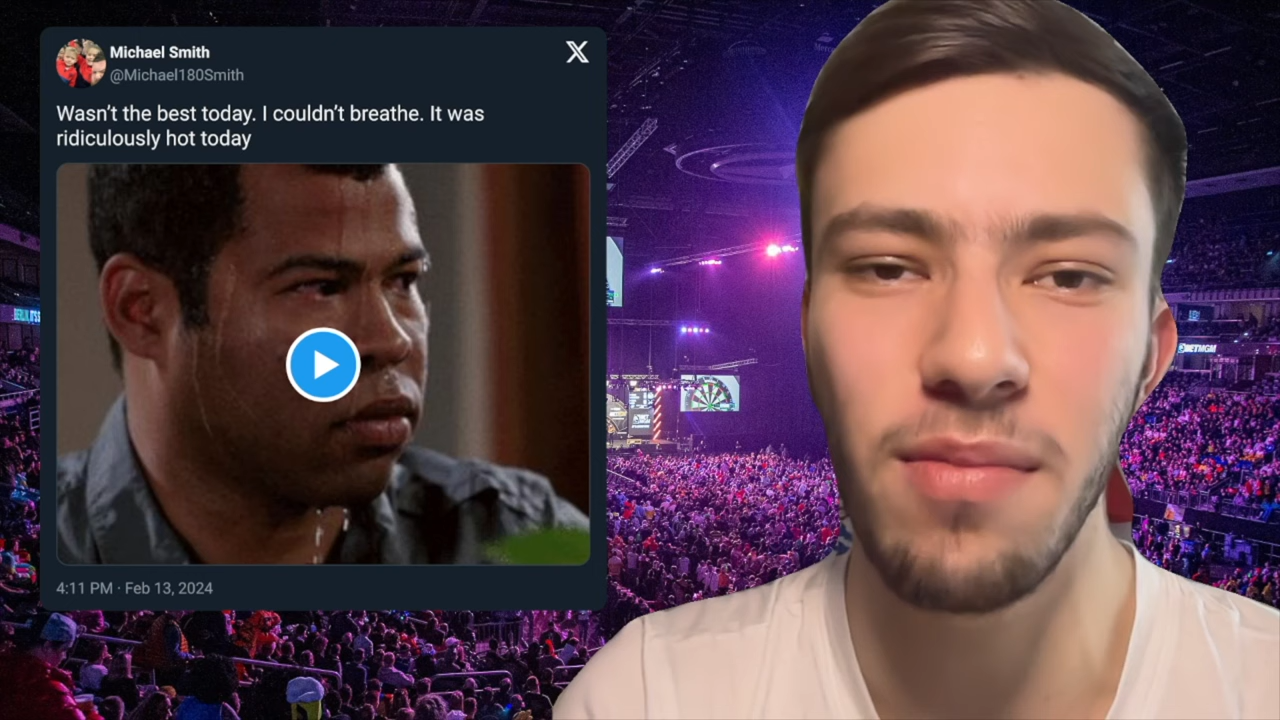 Michael Smith
@Michael180Smith
Wasn’t the best today. I couldn’t breathe. It was
ridiculously hot today
4:11 PM · Feb 13, 2024
BETMGM